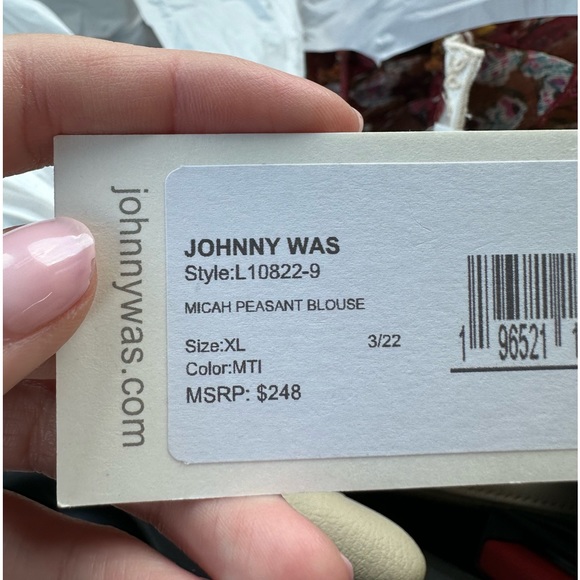 johnnywas.com
JOHNNY WAS
Style:L10822-9
MICAH PEASANT BLOUSE
Size:XL 3/22
Color:MTI
MSRP: $248
1 96521 1